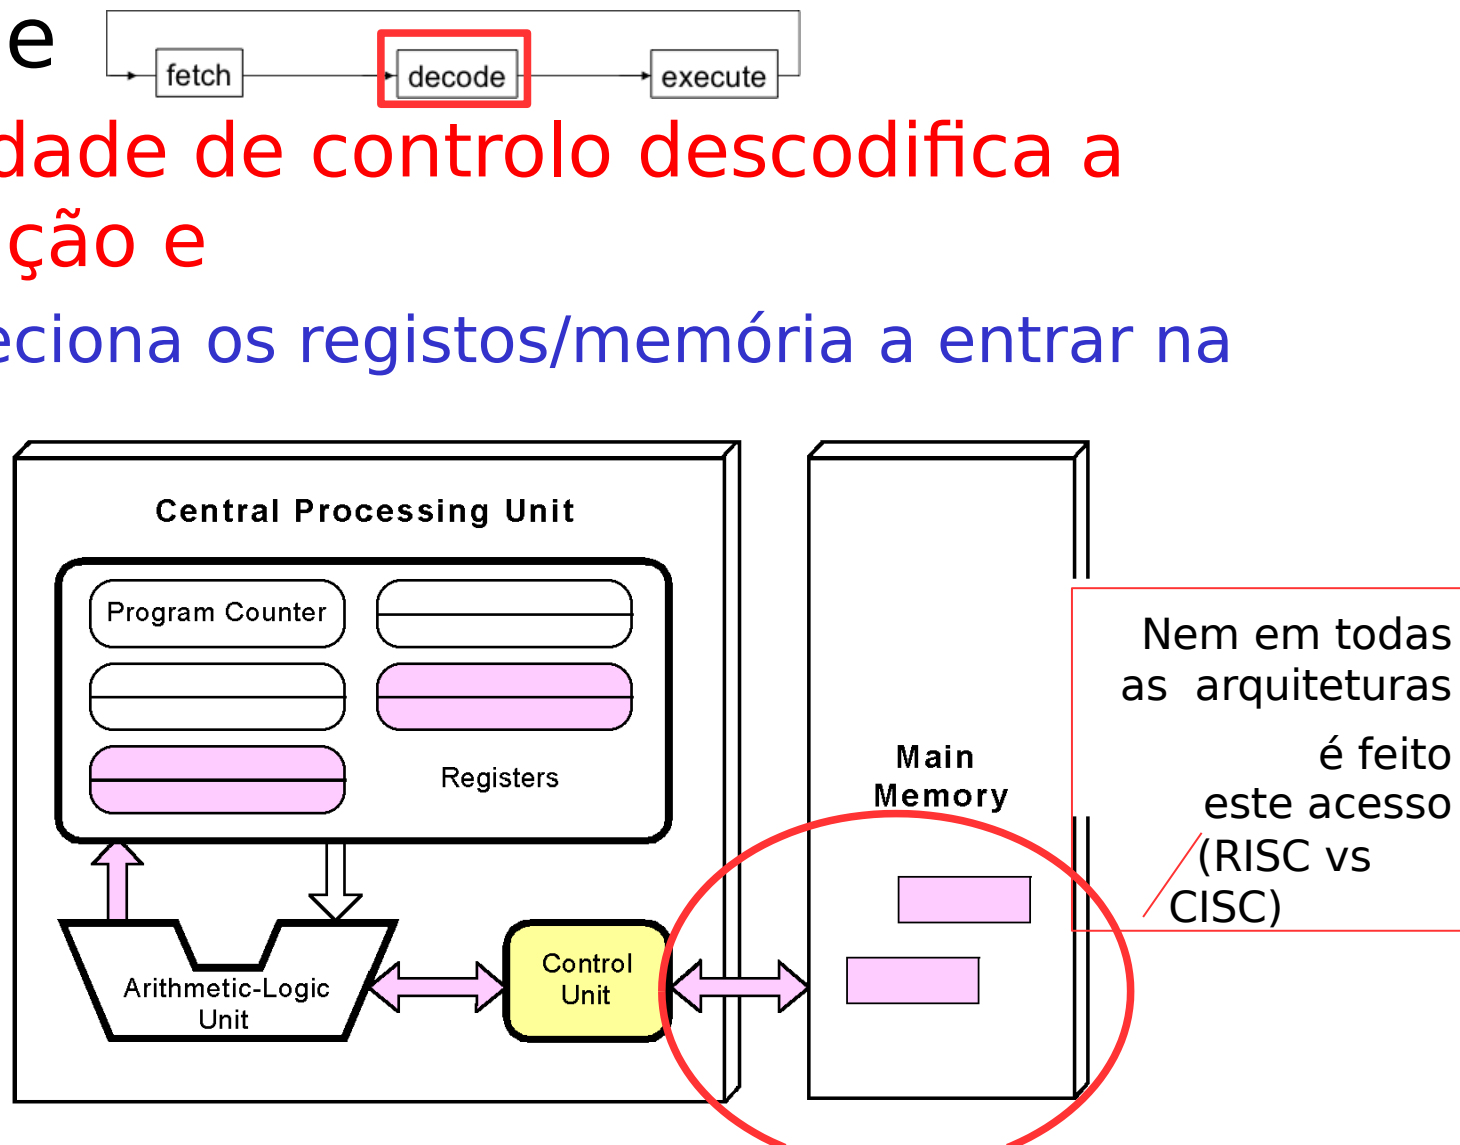 e
fetch
decode
execute
dade de controlo descodifica a
ção e
eciona os registos/memória a entrar na
Central Processing Unit
Program Counter
Registers
Main
Memory
Nem em todas
as arquiteturas
é feito
este acesso
(RISC vs
CISC)
Arithmetic-Logic
Unit
Control
Unit